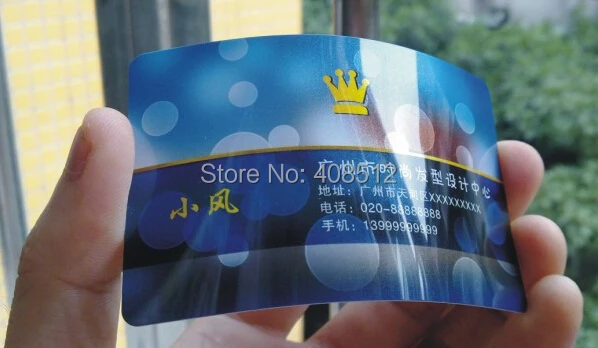 广州市时尚发型设计中心
Store No: 408512
地址：广州市天河区XXXXXXXXX
小风
电话：020-88888888
手机：13999999999